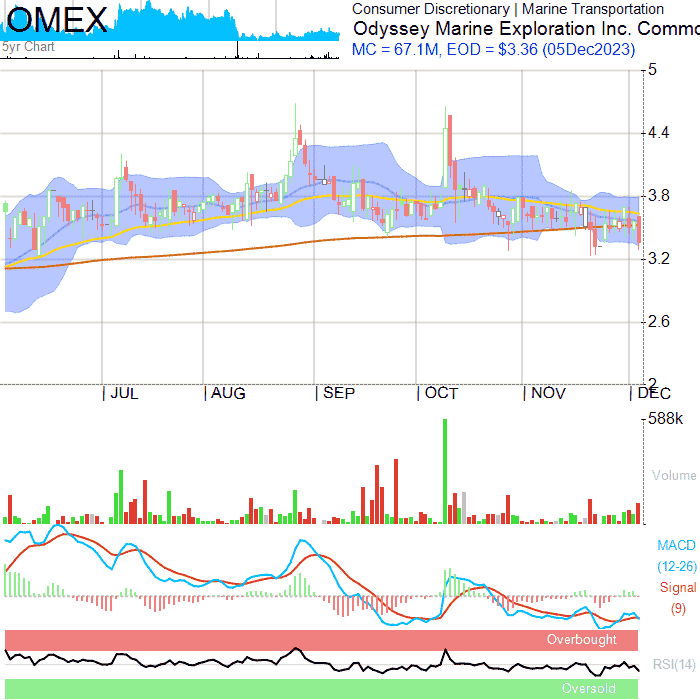 OMEX
5yr Chart
Consumer Discretionary | Marine Transportation
Odyssey Marine Exploration Inc. Commo
MC = 67.1M, EOD = $3.36 (05Dec2023)
5
4.4
3.8
3.2
2.6
2
JUL AUG SEP OCT NOV DEC
588k
Volume
MACD
(12-26)
Signal
(9)
Overbought
RSI(14)
Oversold